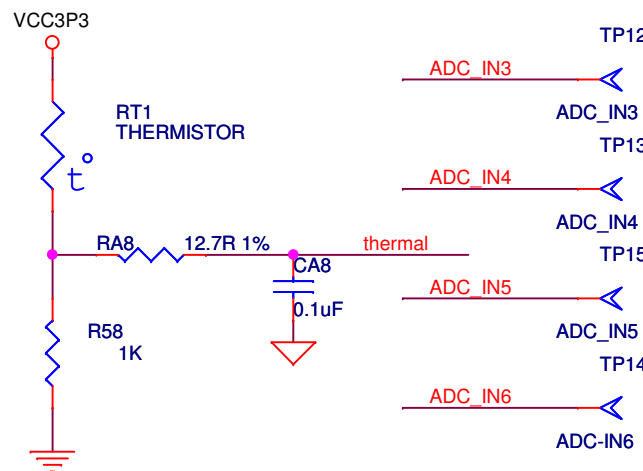 VCC3P3
TP12
ADC_IN3
RT1
THERMISTOR
ADC_IN3
t°
TP13
ADC_IN4
ADC_IN4
RA8 12.7R 1% thermal
TP15
CA8
ADC_IN5
0.1uF
R58
1K
ADC_IN5
TP14
ADC_IN6
ADC-IN6